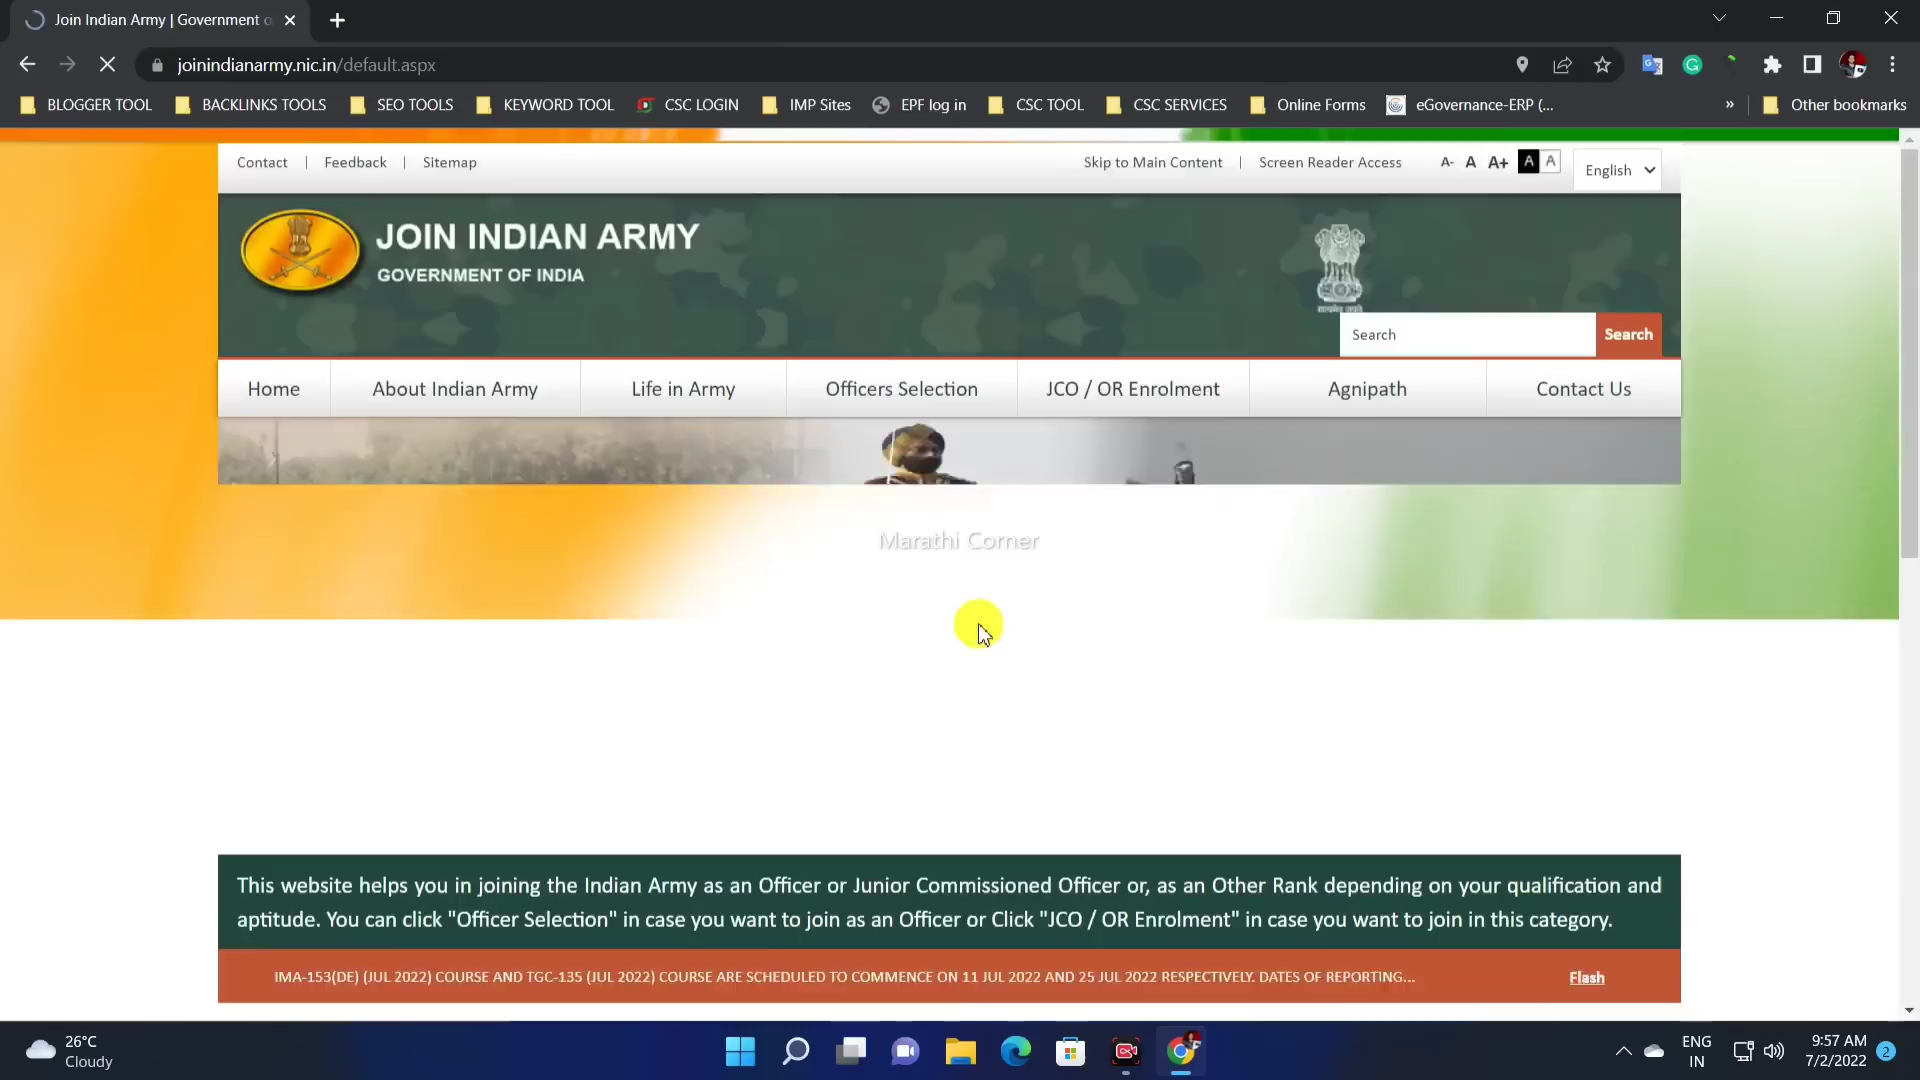 Join Indian Army | Government o
joinindianarmy.nic.in/default.aspx
BLOGGER TOOL BACKLINKS TOOLS SEO TOOLS KEYWORD TOOL CSC LOGIN IMP Sites EPF log in CSC TOOL CSC SERVICES Online Forms eGovernance-ERP (... » Other bookmarks
Contact | Feedback | Sitemap Skip to Main Content | Screen Reader Access A- A A+ A A English
JOIN INDIAN ARMY
GOVERNMENT OF INDIA
Search Search
Home About Indian Army Life in Army Officers Selection JCO / OR Enrolment Agnipath Contact Us
Marathi Corner
This website helps you in joining the Indian Army as an Officer or Junior Commissioned Officer or, as an Other Rank depending on your qualification and
aptitude. You can click "Officer Selection" in case you want to join as an Officer or Click "JCO / OR Enrolment" in case you want to join in this category.
IMA-153(DE) (JUL 2022) COURSE AND TGC-135 (JUL 2022) COURSE ARE SCHEDULED TO COMMENCE ON 11 JUL 2022 AND 25 JUL 2022 RESPECTIVELY. DATES OF REPORTING... Flash
26°C
Cloudy
ENG
IN
9:57 AM
7/2/2022
2